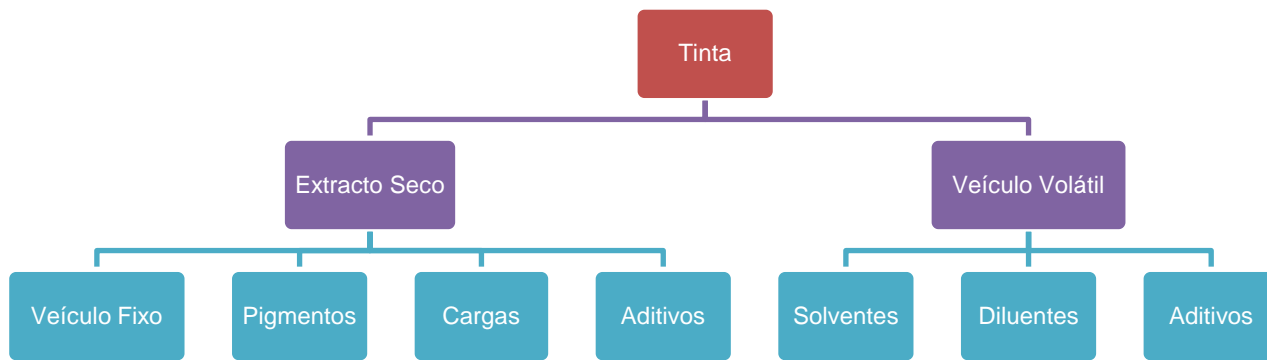 Tinta
Extracto Seco
Veículo Volátil
Veículo Fixo
Pigmentos
Cargas
Aditivos
Solventes
Diluentes
Aditivos